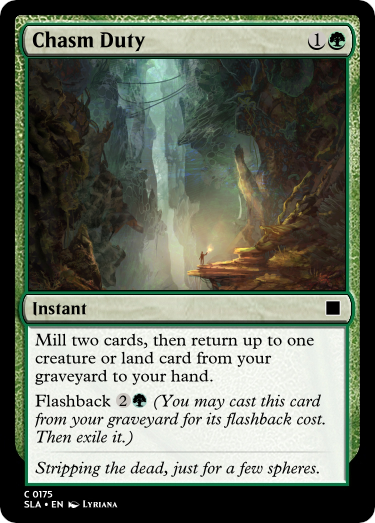 Chasm Duty 1
Instant
Mill two cards, then return up to one
creature or land card from your
graveyard to your hand.
Flashback 2 (You may cast this card
from your graveyard for its flashback cost.
Then exile it.)
Stripping the dead, just for a few spheres.
C 0175
SLA • EN Lyriana